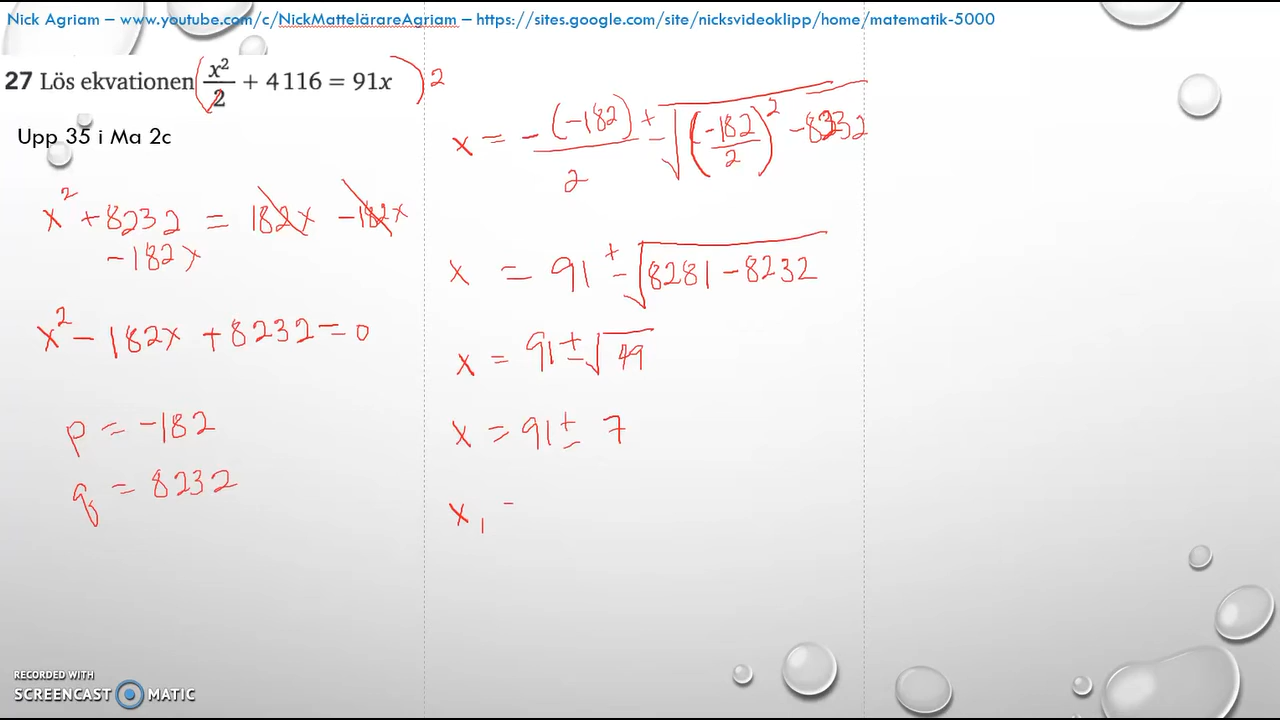 Nick Agriam – www.youtube.com/c/NickMattelärareAgriam – https://sites.google.com/site/nicksvideoklipp/home/matematik-5000
27 Lös ekvationen (x²/2 + 4116 = 91x) 2
Upp 35 i Ma 2c
x² + 8232 = 182x - 182x
- 182x
x² - 182x + 8232 = 0
p = -182
q = 8232
x = - (-182)/2 ± √((-182/2)² - 8232)
x = 91 ± √(8281 - 8232)
x = 91 ± √49
x = 91 ± 7
x₁ =
RECORDED WITH
SCREENCAST MATIC